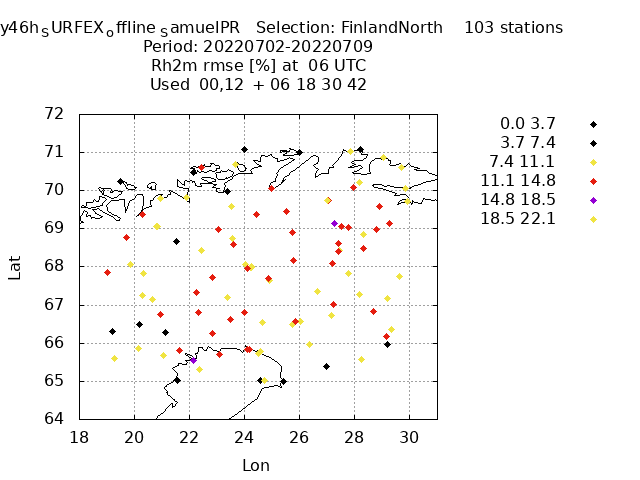 y46hsURFEXoffline samuelPR Selection: FinlandNorth 103 stations
Period: 20220702-20220709
Rh2m rmse [%] at 06 UTC
Used 00,12 + 06 18 30 42
0.0 3.7
3.7 7.4
7.4 11.1
11.1 14.8
14.8 18.5
18.5 22.1
72
71
70
69
68
67
66
65
64
Lat
18 20 22 24 26 28 30
Lon